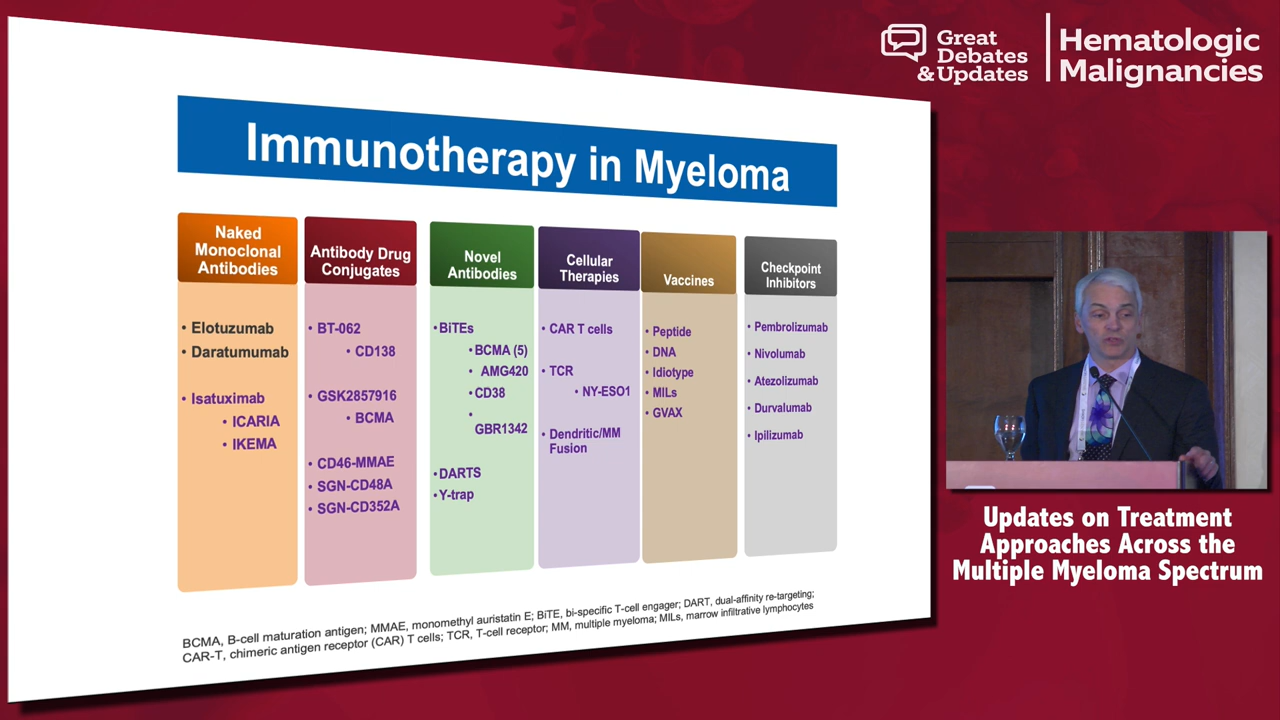 Great
Debates
& Updates
Hematologic
Malignancies
Immunotherapy in Myeloma
Naked
Monoclonal
Antibodies
• Elotuzumab
• Daratumumab
• Isatuximab
• ICARIA
• IKEMA
Antibody Drug
Conjugates
• BT-062
• CD138
• GSK2857916
• BCMA
• CD46-MMAE
• SGN-CD48A
• SGN-CD352A
Novel
Antibodies
•BiTEs
•BCMA (5)
• AMG420
•CD38
•
GBR1342
•DARTS
•Y-trap
Cellular
Therapies
• CAR T cells
• TCR
• NY-ESO1
• Dendritic/MM
Fusion
Vaccines
• Peptide
• DNA
• Idiotype
• MILs
• GVAX
Checkpoint
Inhibitors
• Pembrolizumab
• Nivolumab
• Atezolizumab
• Durvalumab
• Ipilizumab
BCMA, B-cell maturation antigen; MMAE, monomethyl auristatin E; BiTE, bi-specific T-cell engager; DART, dual-affinity re-targeting;
CAR-T, chimeric antigen receptor (CAR) T cells; TCR, T-cell receptor; MM, multiple myeloma; MILs, marrow infiltrative lymphocytes
Updates on Treatment
Approaches Across the
Multiple Myeloma Spectrum